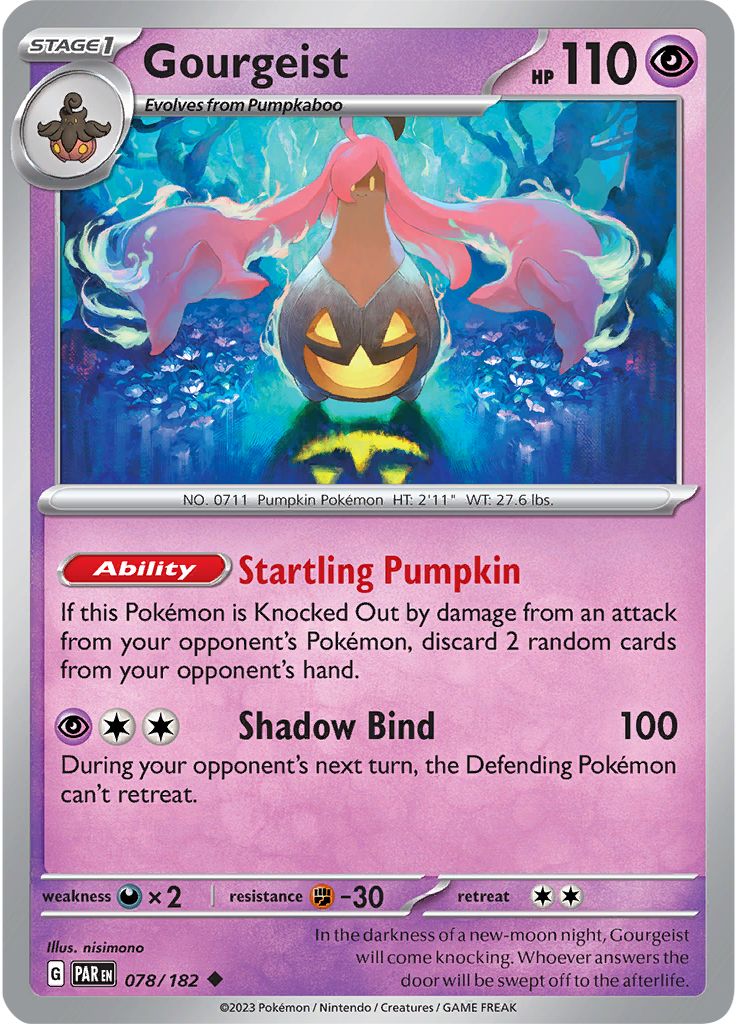 STAGE1
Gourgeist
HP 110
Evolves from Pumpkaboo
NO. 0711 Pumpkin Pokémon HT: 2'11" WT: 27.6 lbs.
Ability Startling Pumpkin
If this Pokémon is Knocked Out by damage from an attack
from your opponent's Pokémon, discard 2 random cards
from your opponent's hand.
Shadow Bind 100
During your opponent's next turn, the Defending Pokémon
can't retreat.
weakness ×2 resistance -30 retreat
Illus. nisimono
G PAR EN 078/182
In the darkness of a new-moon night, Gourgeist
will come knocking. Whoever answers the
door will be swept off to the afterlife.
©2023 Pokémon / Nintendo / Creatures / GAME FREAK